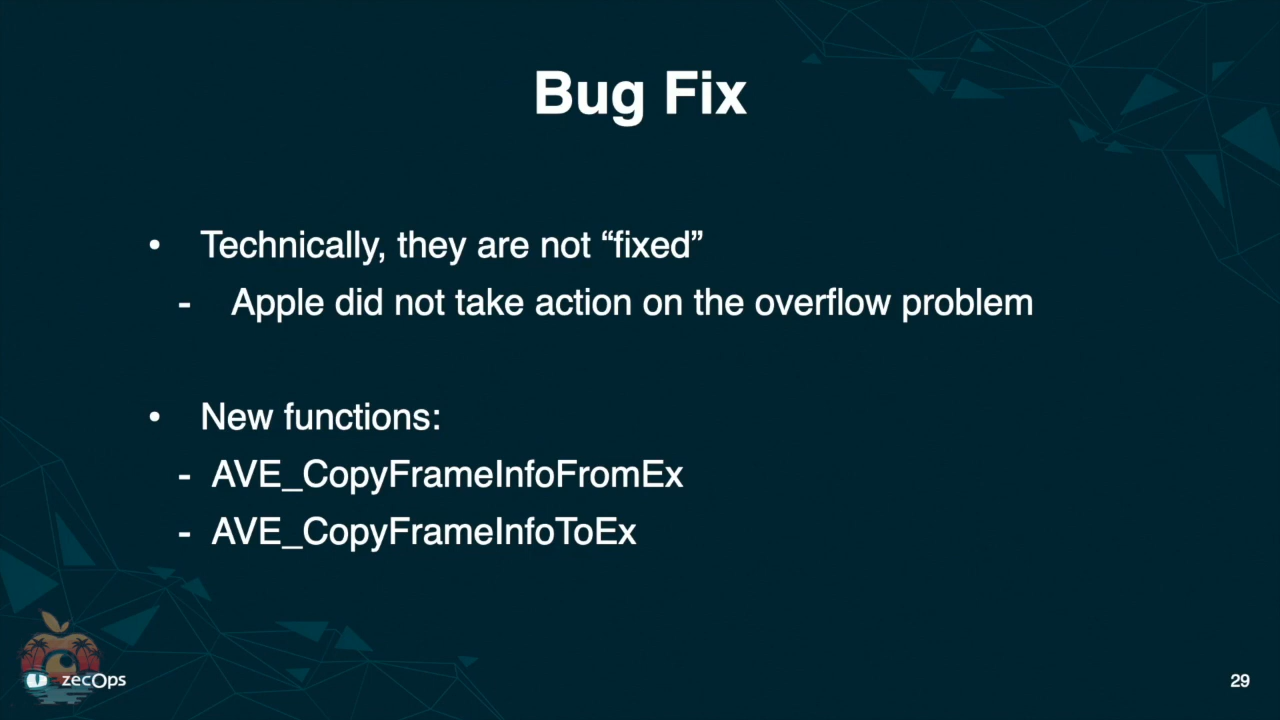 Bug Fix
• Technically, they are not “fixed”
- Apple did not take action on the overflow problem
• New functions:
- AVE_CopyFrameInfoFromEx
- AVE_CopyFrameInfoToEx
zecOps
29